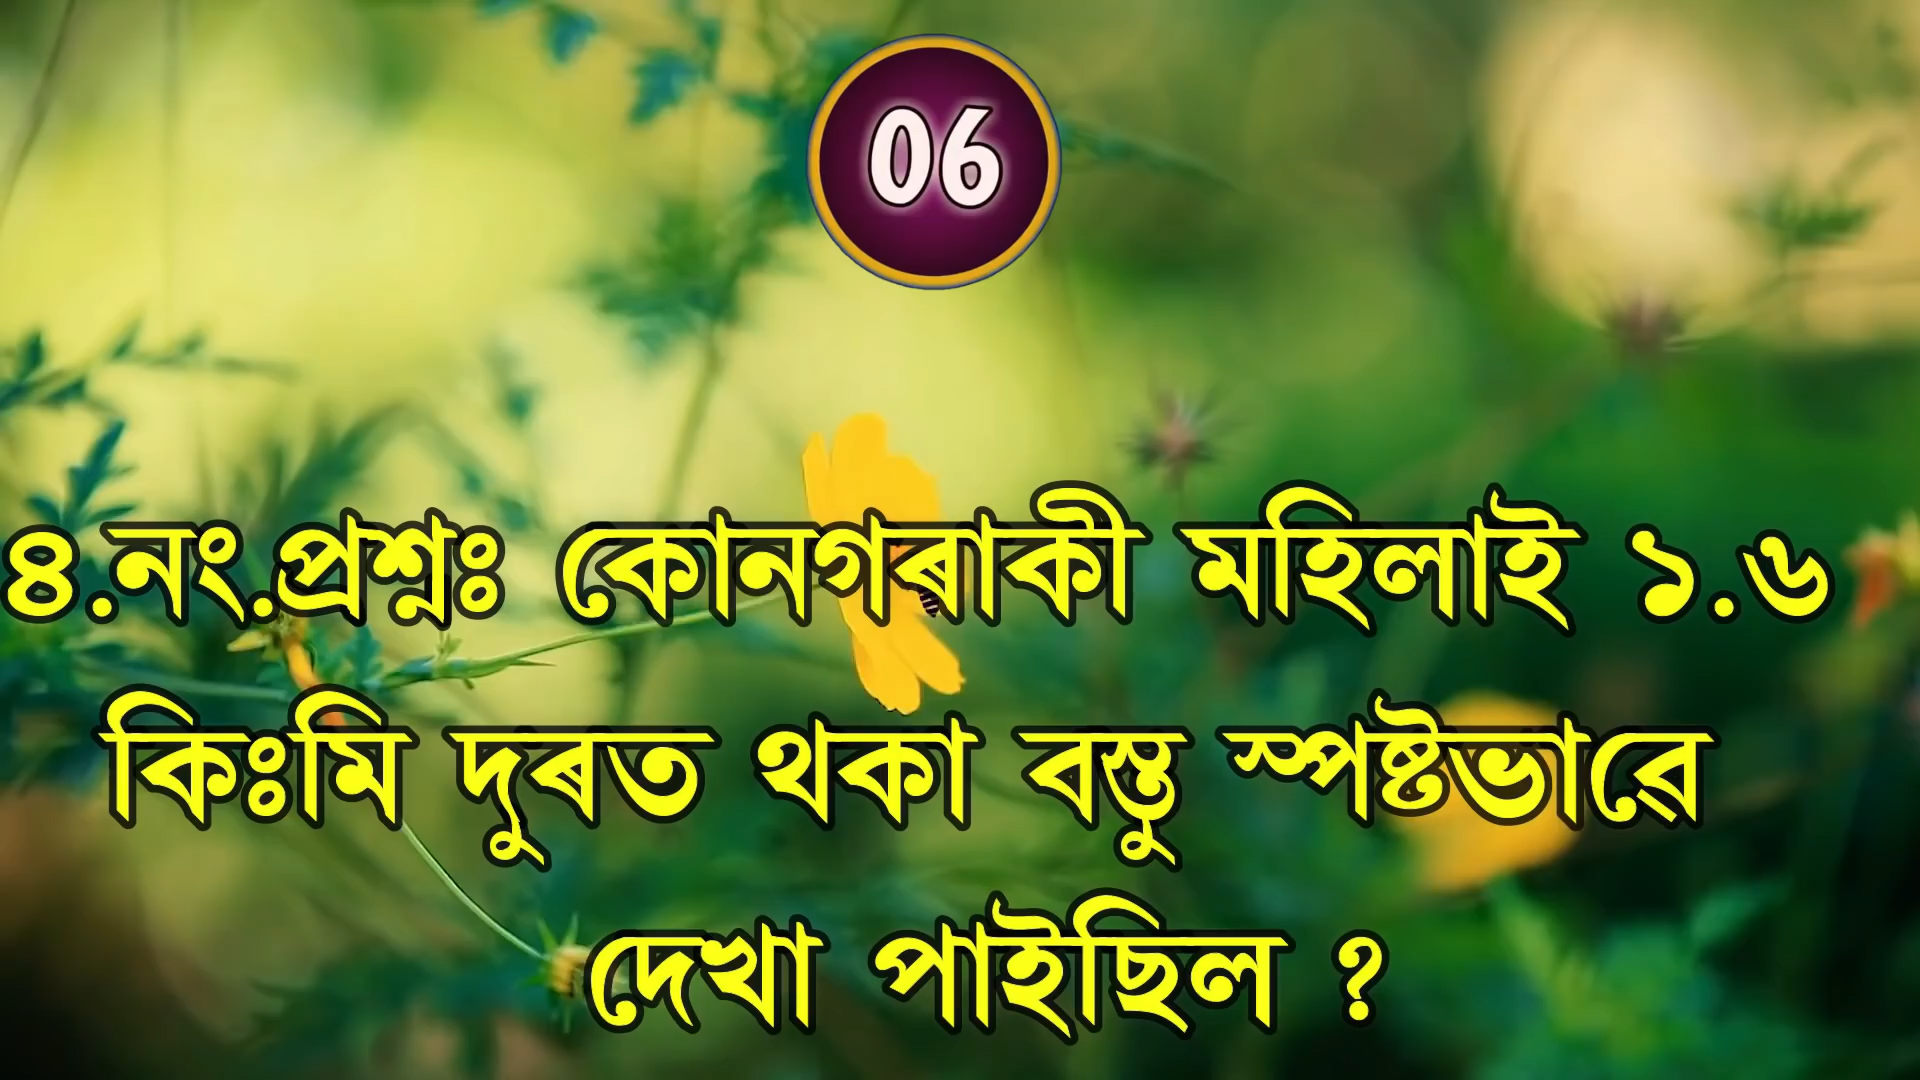 06
৪.নং.প্ৰশ্নঃ কোনগৰাকী মহিলাই ১.৬
কিঃমি দুৰত থকা বস্তু স্পষ্টভাৱে
দেখা পাইছিল ?